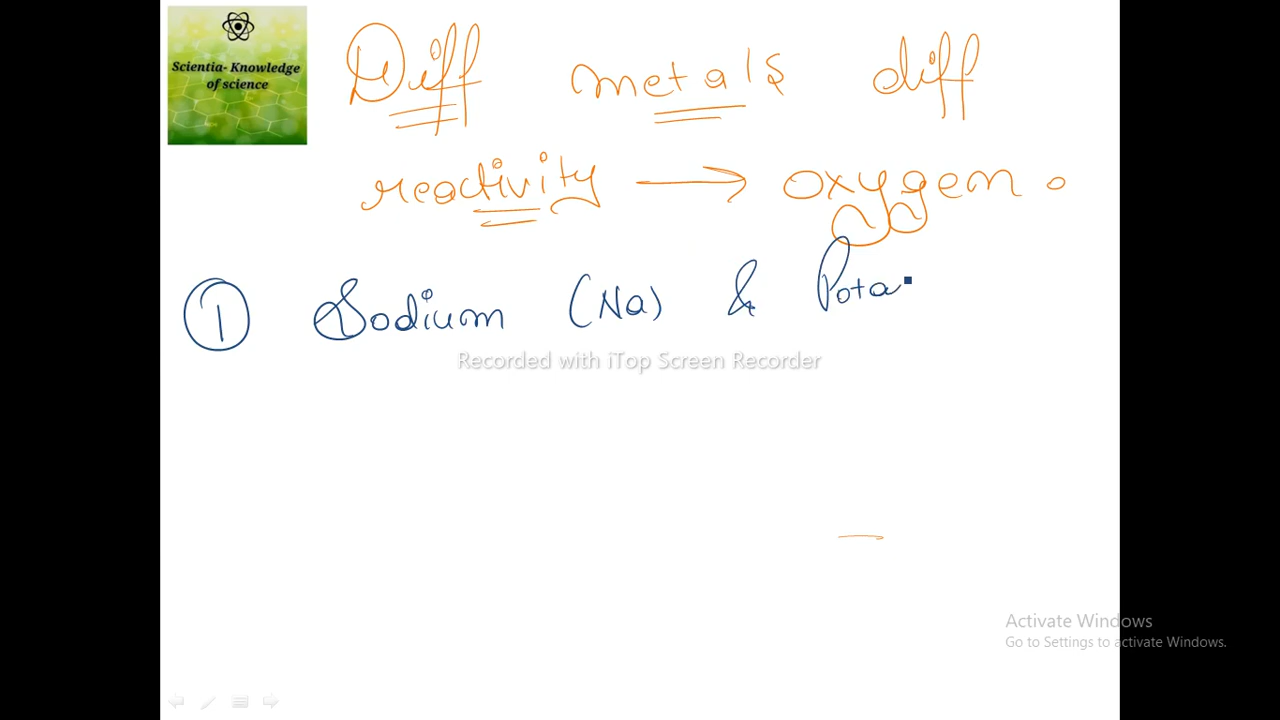 Scientia- Knowledge
of science
Diff metals diff
reactivity → oxygen.
① Sodium (Na) & Pota
Recorded with iTop Screen Recorder
Activate Windows
Go to Settings to activate Windows.